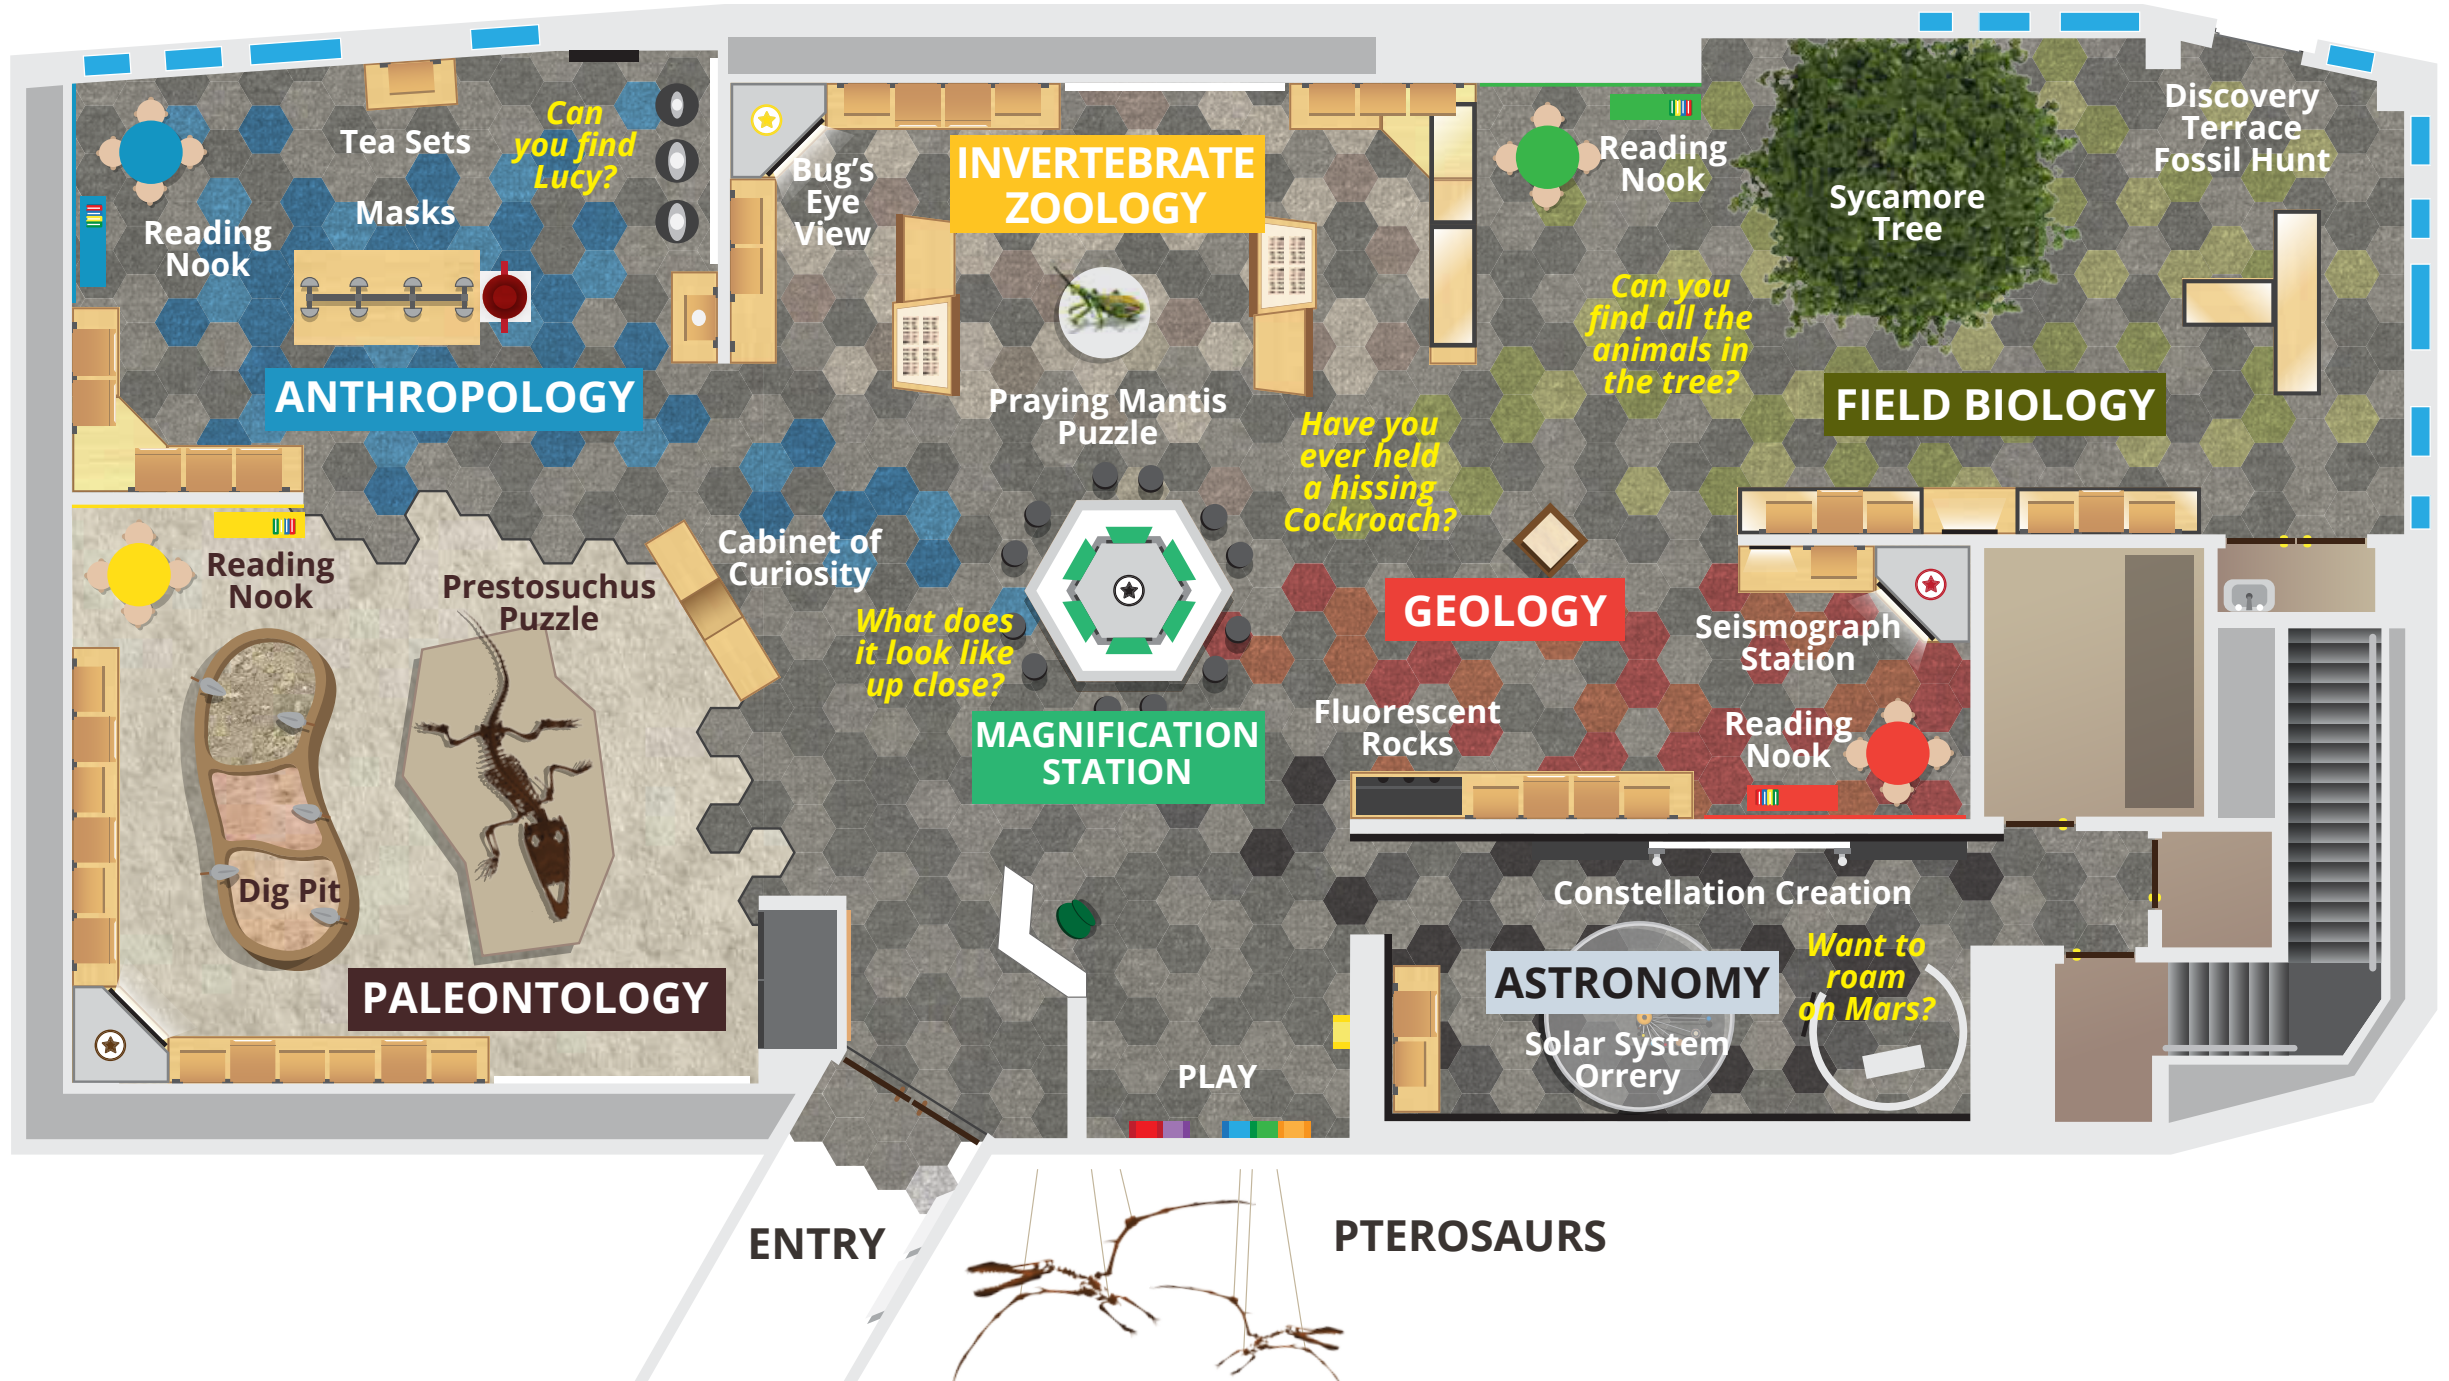 Can
you find
Lucy?
Tea Sets
Masks
Reading
Nook
ANTHROPOLOGY
Bug’s
Eye
View
INVERTEBRATE
ZOOLOGY
Praying Mantis
Puzzle
Have you
ever held
a hissing
Cockroach?
Reading
Nook
Can you
find all the
animals in
the tree?
Sycamore
Tree
Discovery
Terrace
Fossil Hunt
FIELD BIOLOGY
Reading
Nook
Prestosuchus
Puzzle
Dig Pit
PALEONTOLOGY
Cabinet of
Curiosity
What does
it look like
up close?
MAGNIFICATION
STATION
GEOLOGY
Seismograph
Station
Fluorescent
Rocks
Reading
Nook
Constellation Creation
ASTRONOMY
Want to
roam
on Mars?
Solar System
Orrery
PLAY
ENTRY
PTEROSAURS